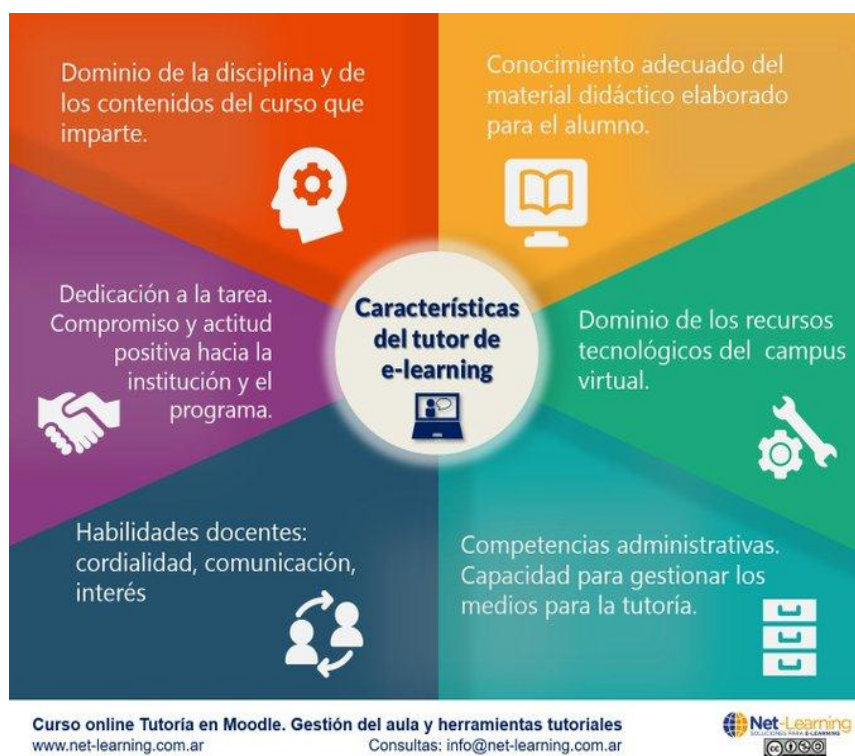 Dominio de la disciplina y de
los contenidos del curso que
imparte.
Conocimiento adecuado del
material didáctico elaborado
para el alumno.
Dedicación a la tarea.
Compromiso y actitud
positiva hacia la
institución y el
programa.
Características
del tutor de
e-learning
Dominio de los recursos
tecnológicos del campus
virtual.
Habilidades docentes:
cordialidad, comunicación,
interés
Competencias administrativas.
Capacidad para gestionar los
medios para la tutoría.
Curso online Tutoría en Moodle. Gestión del aula y herramientas tutoriales
www.net-learning.com.ar
Consultas: info@net-learning.com.ar
Net-Learning
SOLUCIONES PARA E-LEARNING
cc